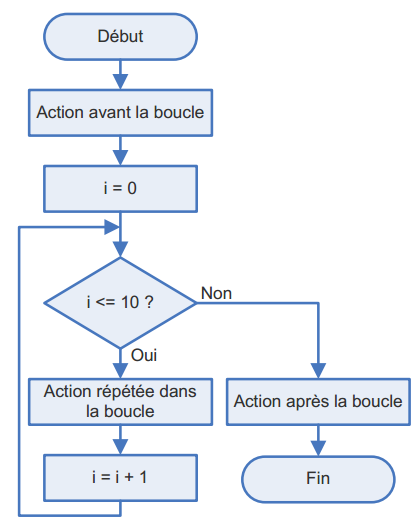 Début
Action avant la boucle
i = 0
i <= 10 ?
Non
Oui
Action répétée dans
la boucle
Action après la boucle
i = i + 1
Fin